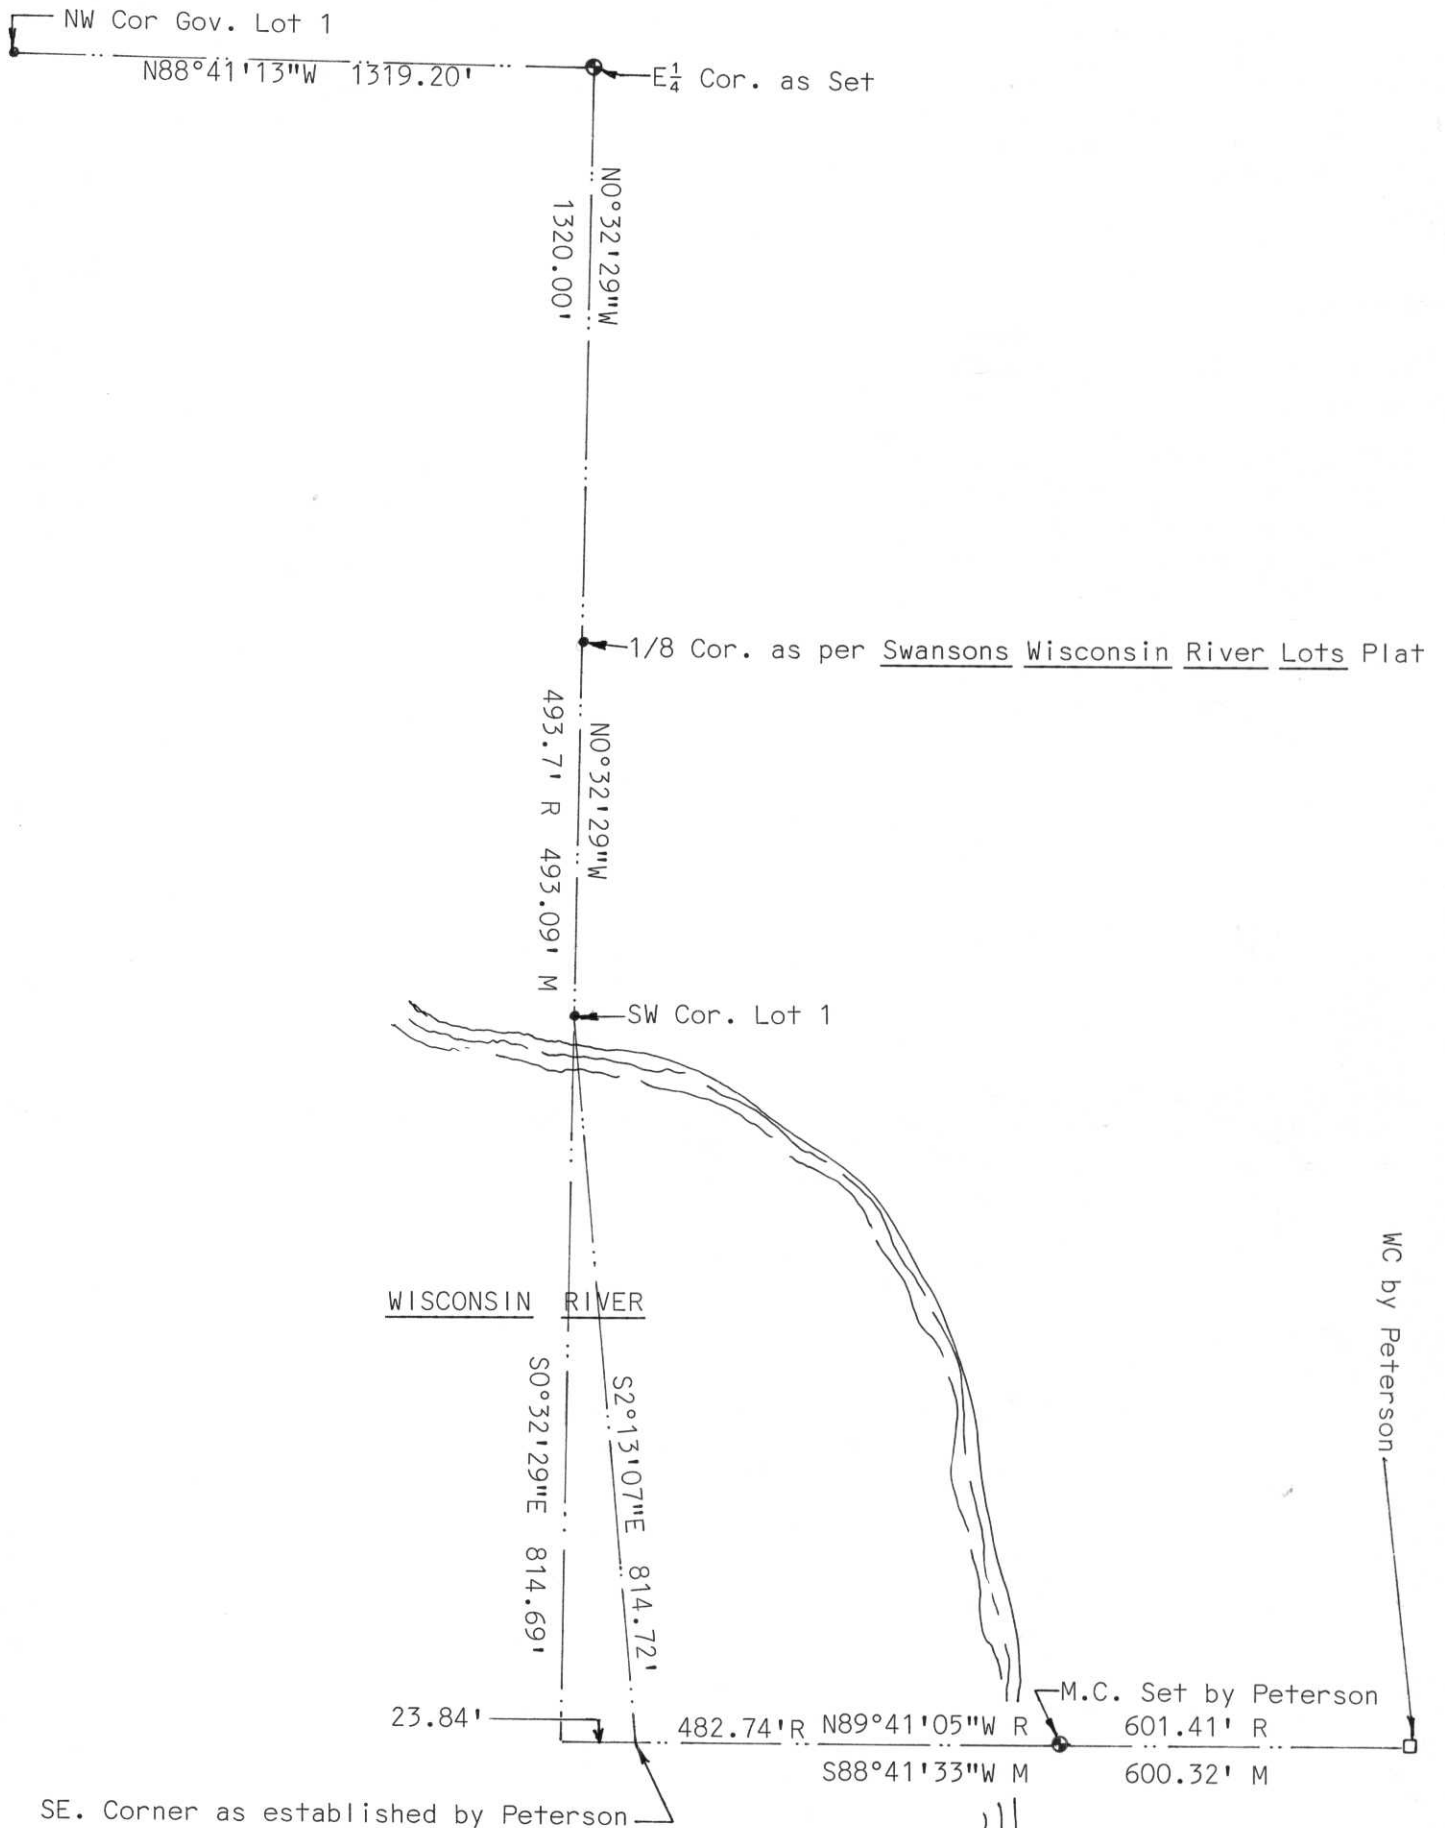 NW Cor Gov. Lot 1
N88°41'13"W 1319.20'
E¼ Cor. as Set
N0°32'29"W
1320.00'
1/8 Cor. as per Swansons Wisconsin River Lots Plat
N0°32'29"W
493.7' R 493.09' M
SW Cor. Lot 1
WISCONSIN RIVER
WC by Peterson
S0°32'29"E 814.69'
S2°13'07"E 814.72'
M.C. Set by Peterson
23.84'
482.74'R N89°41'05"W R
601.41' R
S88°41'33"W M
600.32' M
SE. Corner as established by Peterson